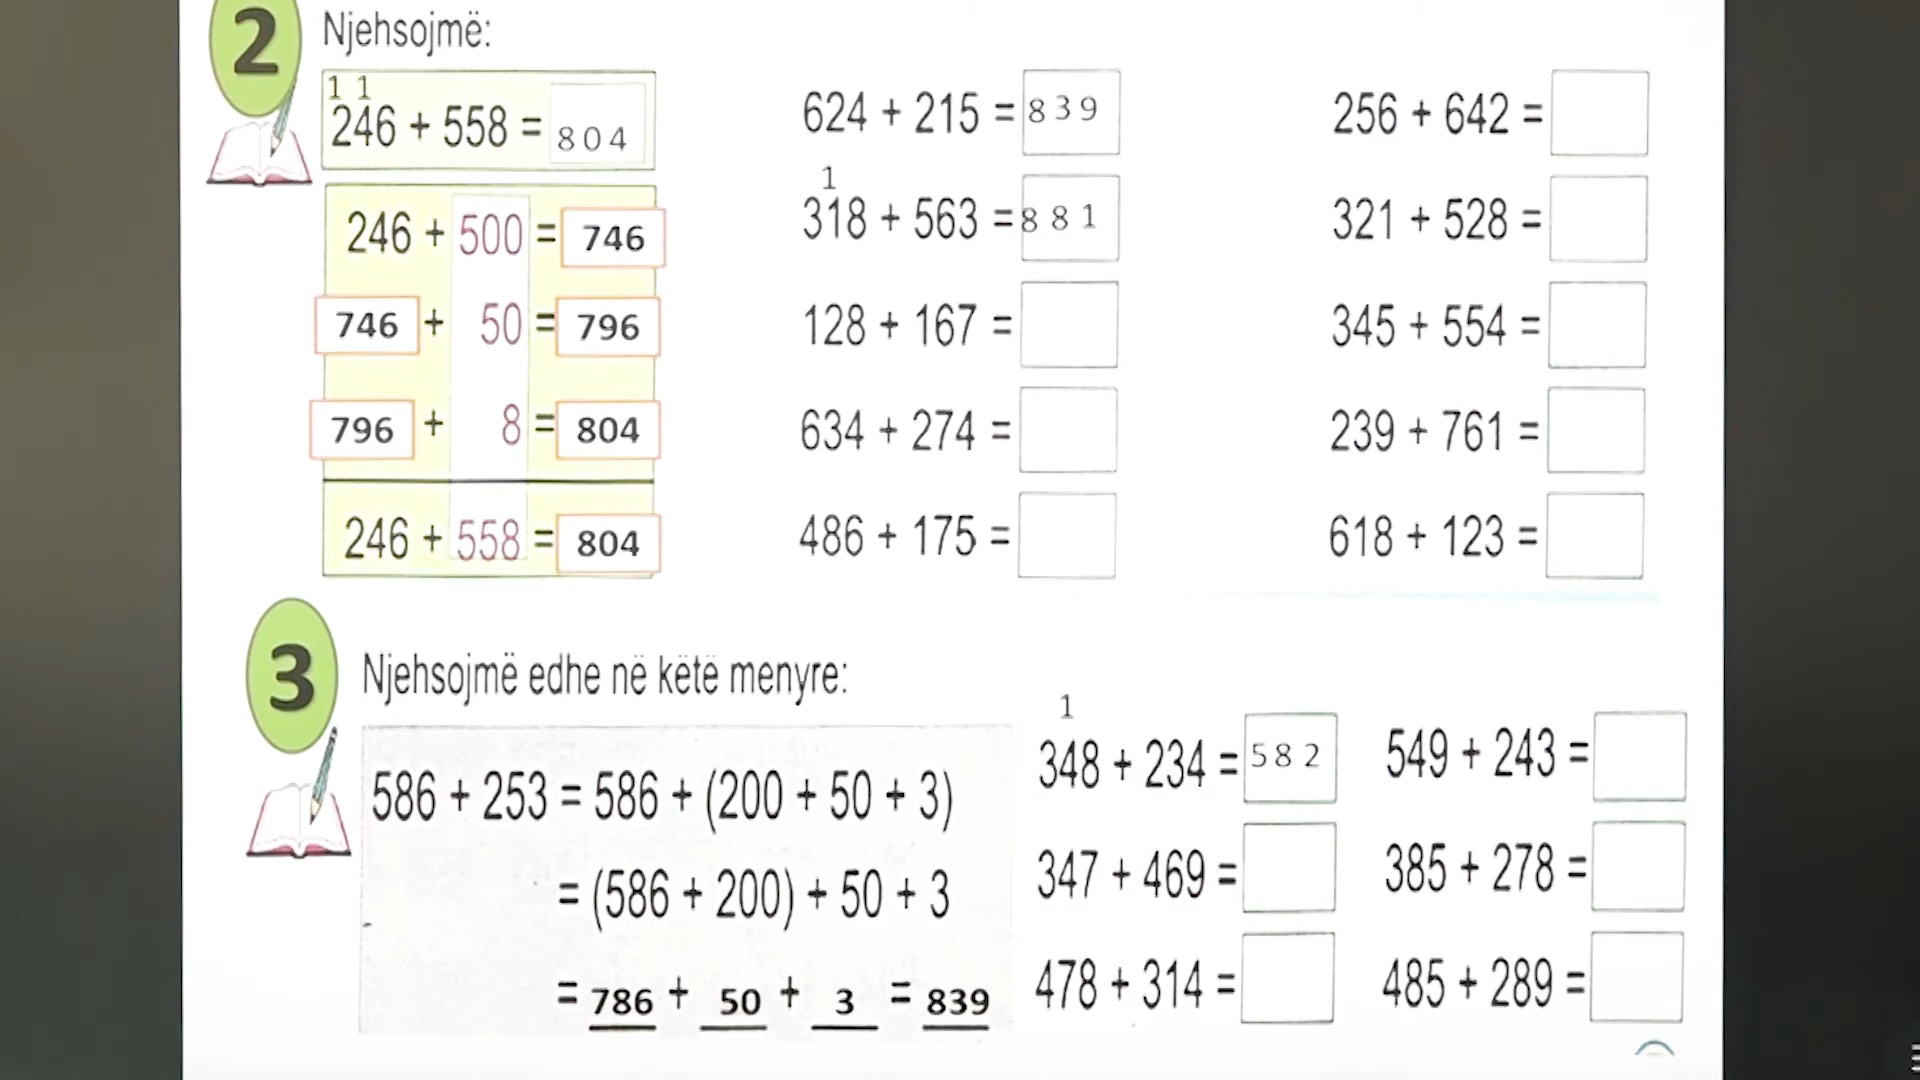 2 Njehsojmë:
1 1
246 + 558 = 804
246 + 500 = 746
746 + 50 = 796
796 + 8 = 804
246 + 558 = 804
624 + 215 = 839
1
318 + 563 = 881
128 + 167 =
634 + 274 =
486 + 175 =
256 + 642 =
321 + 528 =
345 + 554 =
239 + 761 =
618 + 123 =
3 Njehsojmë edhe në këtë menyre:
586 + 253 = 586 + (200 + 50 + 3)
= (586 + 200) + 50 + 3
= 786 + 50 + 3 = 839
1
348 + 234 = 582
347 + 469 =
478 + 314 =
549 + 243 =
385 + 278 =
485 + 289 =